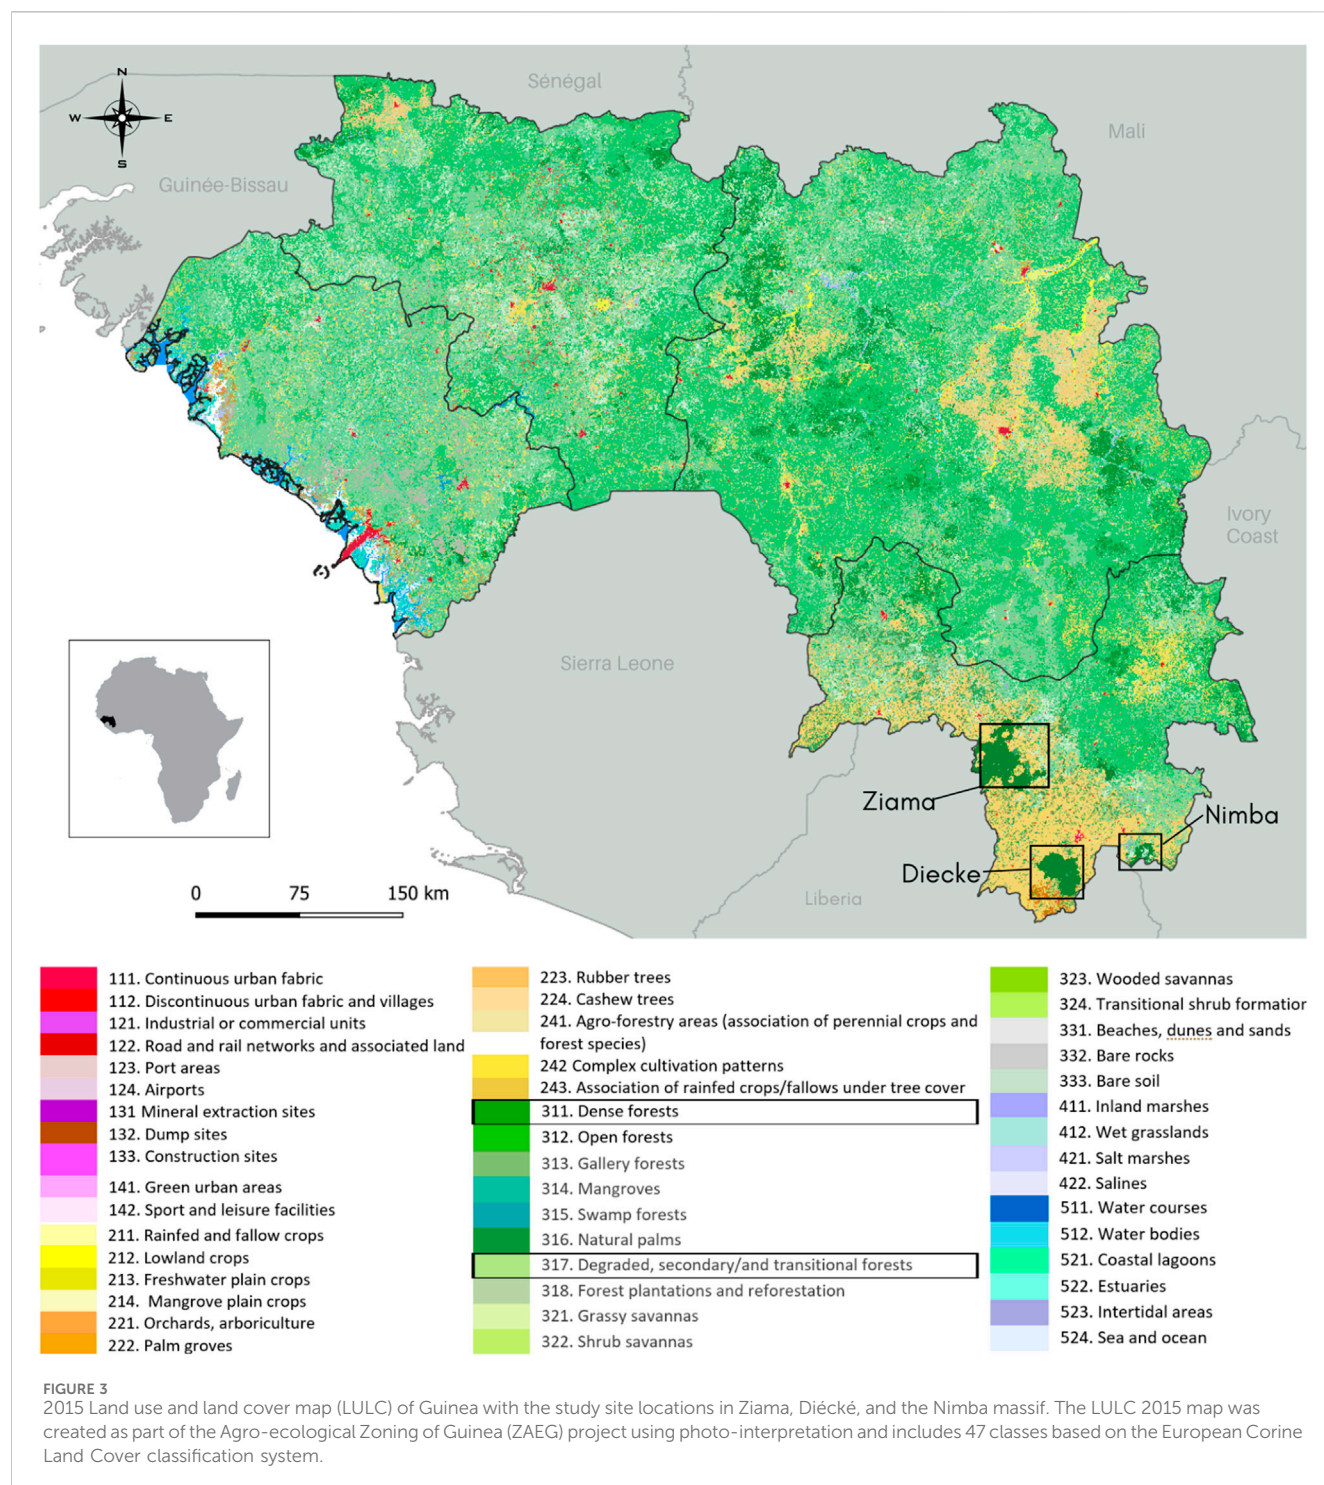 N
W
E
S
Sénégal
Mali
Guinée-Bissau
Ivory
Coast
Sierra Leone
Ziama
Nimba
Diecke
Liberia
0 75 150 km
111. Continuous urban fabric
112. Discontinuous urban fabric and villages
121. Industrial or commercial units
122. Road and rail networks and associated land
123. Port areas
124. Airports
131 Mineral extraction sites
132. Dump sites
133. Construction sites
141. Green urban areas
142. Sport and leisure facilities
211. Rainfed and fallow crops
212. Lowland crops
213. Freshwater plain crops
214. Mangrove plain crops
221. Orchards, arboriculture
222. Palm groves
223. Rubber trees
224. Cashew trees
241. Agro-forestry areas (association of perennial crops and
forest species)
242 Complex cultivation patterns
243. Association of rainfed crops/fallows under tree cover
311. Dense forests
312. Open forests
313. Gallery forests
314. Mangroves
315. Swamp forests
316. Natural palms
317. Degraded, secondary/and transitional forests
318. Forest plantations and reforestation
321. Grassy savannas
322. Shrub savannas
323. Wooded savannas
324. Transitional shrub formation
331. Beaches, dunes and sands
332. Bare rocks
333. Bare soil
411. Inland marshes
412. Wet grasslands
421. Salt marshes
422. Salines
511. Water courses
512. Water bodies
521. Coastal lagoons
522. Estuaries
523. Intertidal areas
524. Sea and ocean
FIGURE 3
2015 Land use and land cover map (LULC) of Guinea with the study site locations in Ziama, Diécké, and the Nimba massif. The LULC 2015 map was
created as part of the Agro-ecological Zoning of Guinea (ZAEG) project using photo-interpretation and includes 47 classes based on the European Corine
Land Cover classification system.